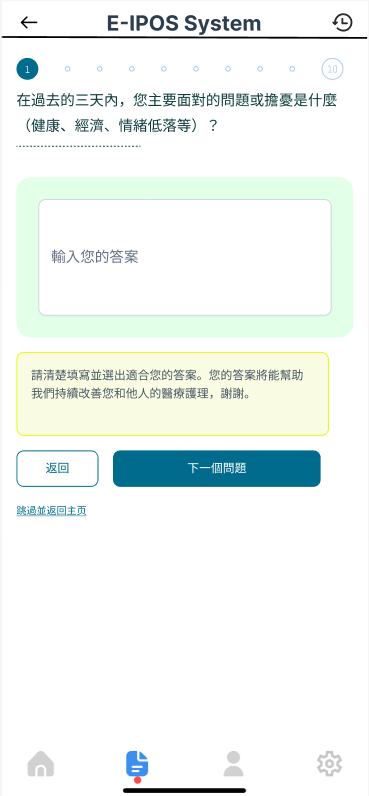 E-IPOS System
1
10
在過去的三天內，您主要面對的問題或擔憂是什麼
（健康、經濟、情緒低落等）？
輸入您的答案
請清楚填寫並選出適合您的答案。您的答案將能幫助
我們持續改善您和他人的醫療護理，謝謝。
返回
下一個問題
跳過並返回主页